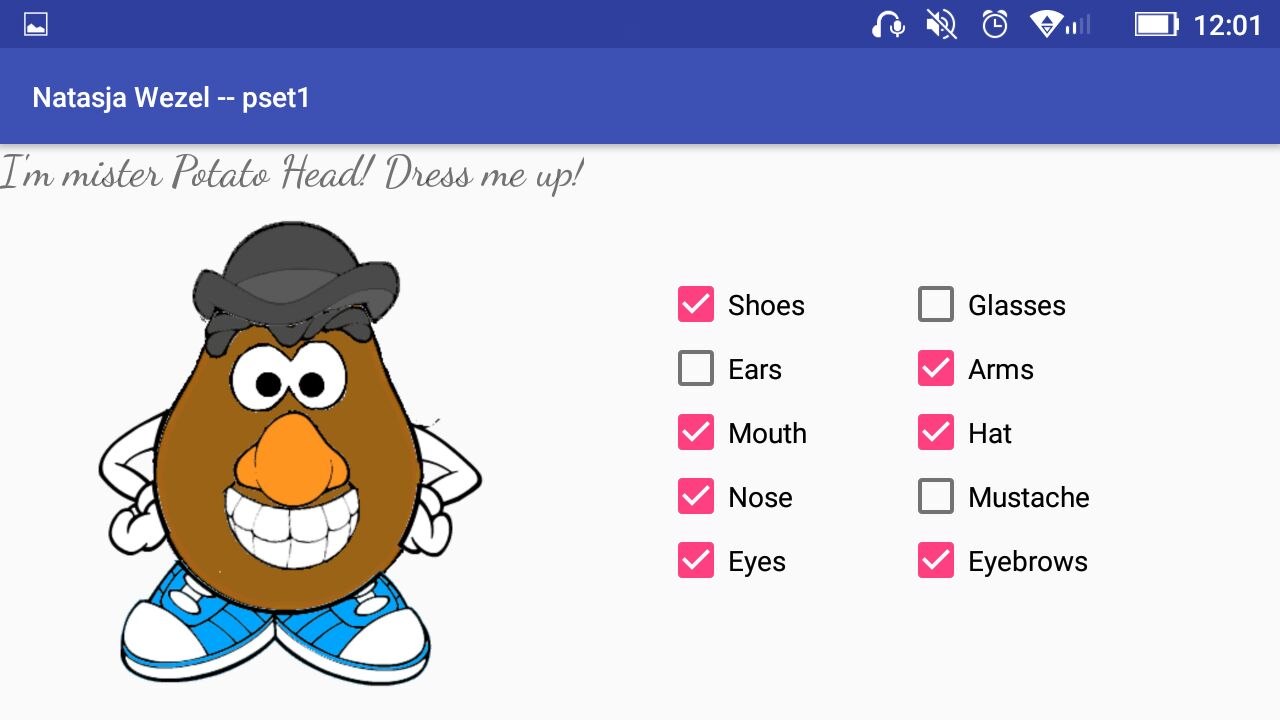 12:01
Natasja Wezel -- pset1
I'm mister Potato Head! Dress me up!
Shoes
Glasses
Ears
Arms
Mouth
Hat
Nose
Mustache
Eyes
Eyebrows